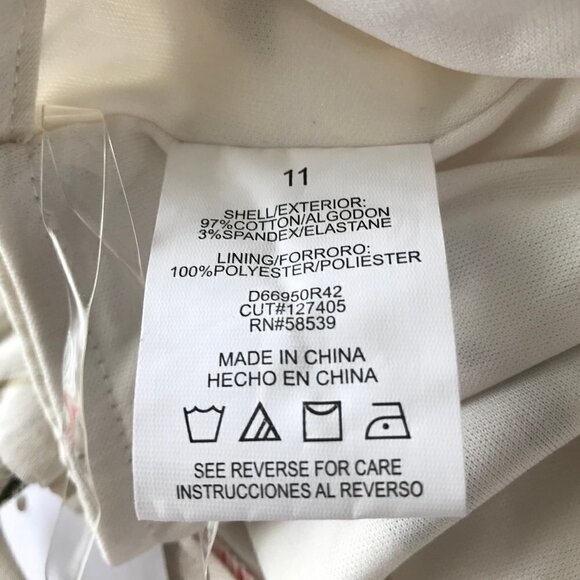 11
SHELL/EXTERIOR:
97%COTTON/ALGODON
3%SPANDEX/ELASTANE
LINING/FORRORO:
100%POLYESTER/POLIESTER
D66950R42
CUT#127405
RN#58539
MADE IN CHINA
HECHO EN CHINA
SEE REVERSE FOR CARE
INSTRUCCIONES AL REVERSO